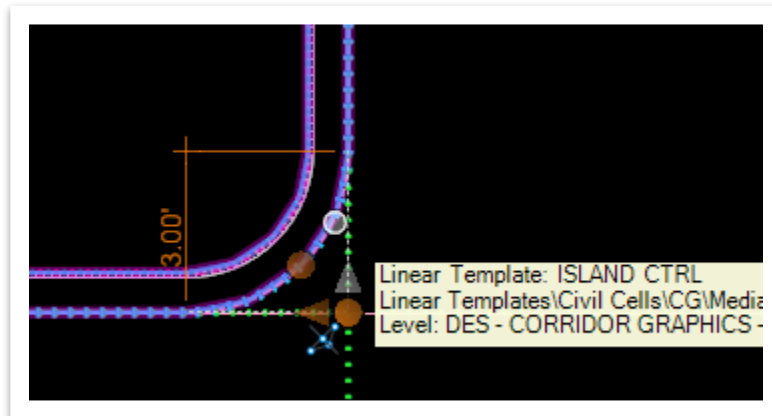 3.00'
Linear Template: ISLAND CTRL
Linear Templates\Civil Cells\CG\Media
Level: DES - CORRIDOR GRAPHICS -